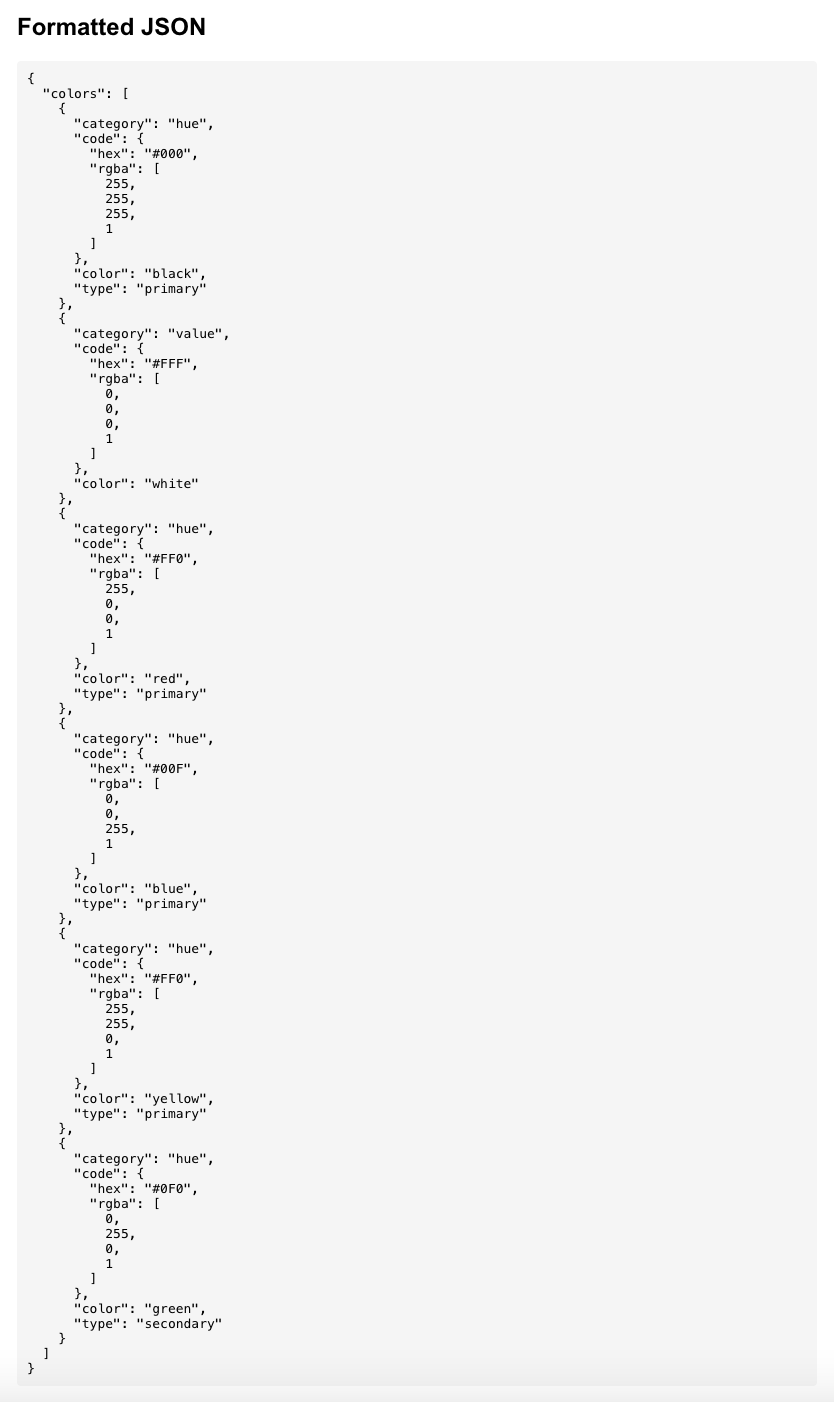 Formatted JSON
{
  "colors": [
    {
      "category": "hue",
      "code": {
        "hex": "#000",
        "rgba": [
          255,
          255,
          255,
          1
        ]
      },
      "color": "black",
      "type": "primary"
    },
    {
      "category": "value",
      "code": {
        "hex": "#FFF",
        "rgba": [
          0,
          0,
          0,
          1
        ]
      },
      "color": "white"
    },
    {
      "category": "hue",
      "code": {
        "hex": "#FF0",
        "rgba": [
          255,
          0,
          0,
          1
        ]
      },
      "color": "red",
      "type": "primary"
    },
    {
      "category": "hue",
      "code": {
        "hex": "#00F",
        "rgba": [
          0,
          0,
          255,
          1
        ]
      },
      "color": "blue",
      "type": "primary"
    },
    {
      "category": "hue",
      "code": {
        "hex": "#FF0",
        "rgba": [
          255,
          255,
          0,
          1
        ]
      },
      "color": "yellow",
      "type": "primary"
    },
    {
      "category": "hue",
      "code": {
        "hex": "#0F0",
        "rgba": [
          0,
          255,
          0,
          1
        ]
      },
      "color": "green",
      "type": "secondary"
    }
  ]
}